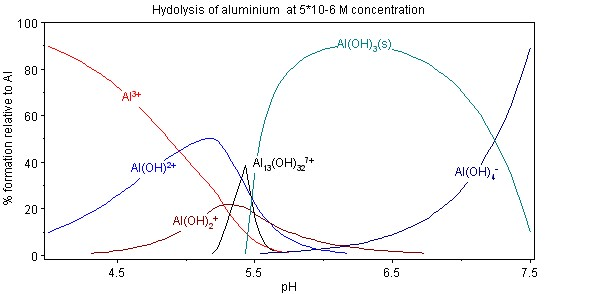 Hydolysis of aluminium at 5*10-6 M concentration
100
80
60
40
20
0
% formation relative to Al
Al3+
Al(OH)2+
Al(OH)2+
Al13(OH)327+
Al(OH)3(s)
Al(OH)4-
4.5
5.5
6.5
7.5
pH